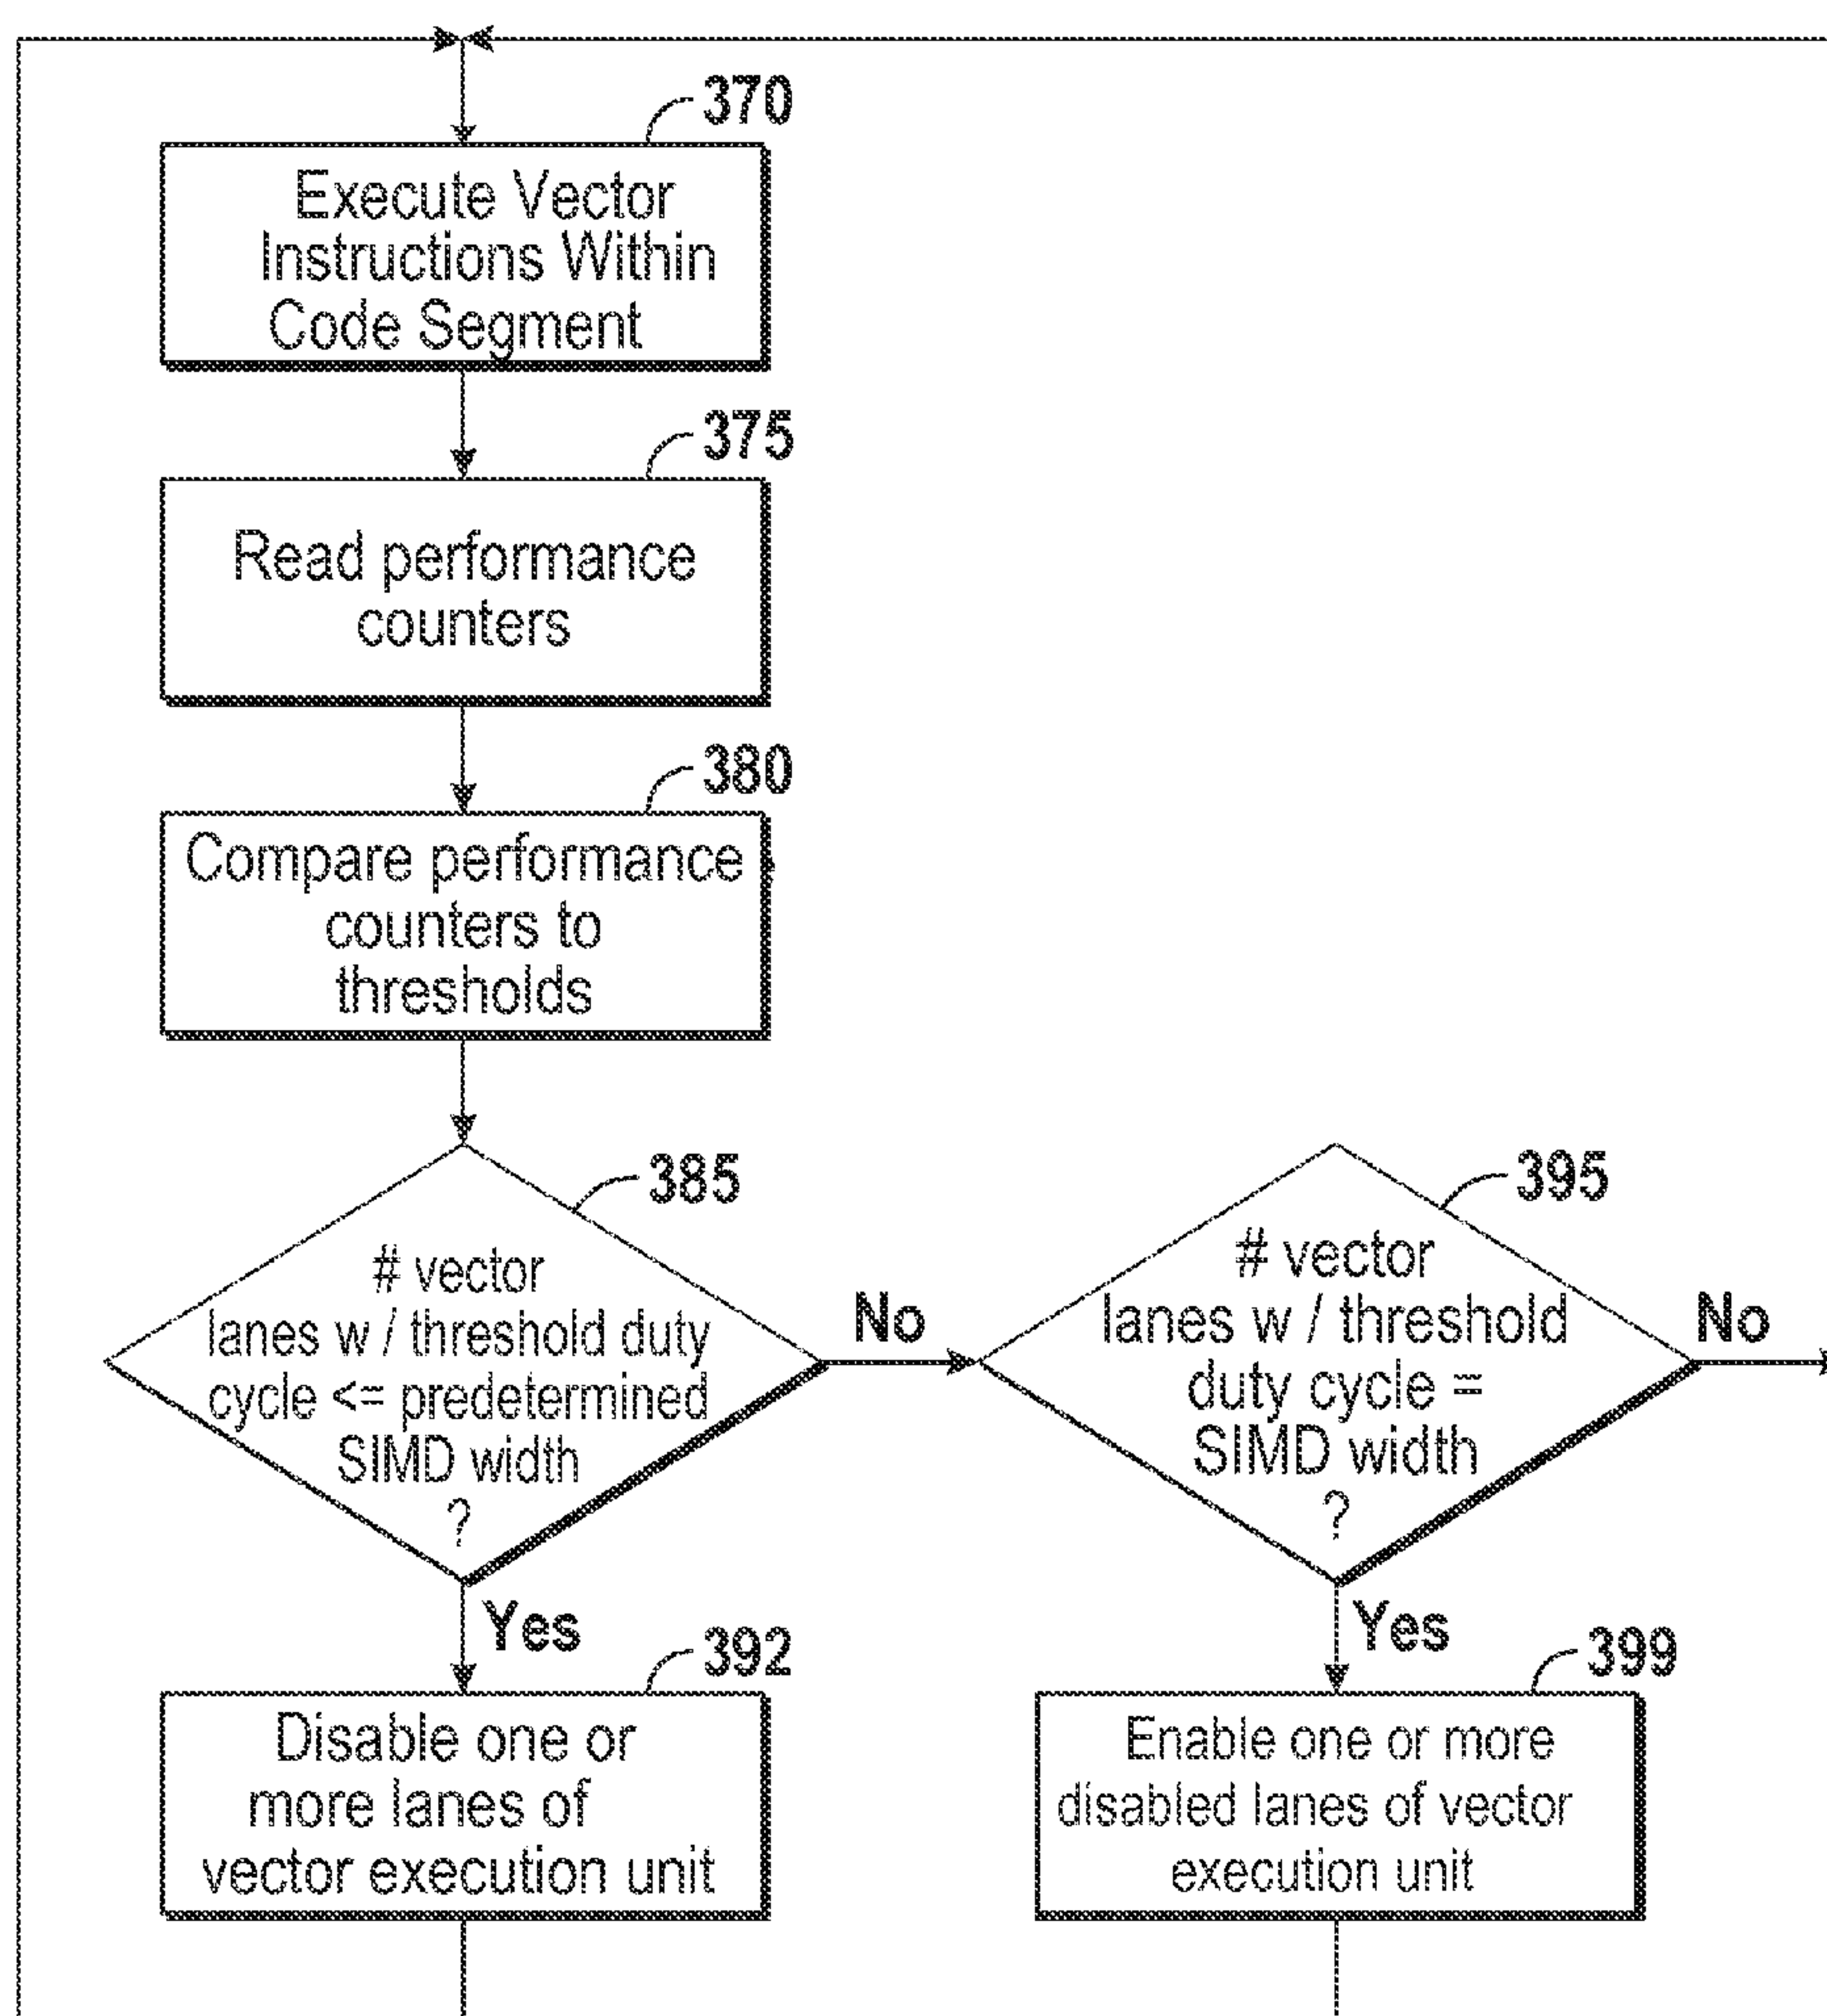 370
Execute Vector
Instructions Within
Code Segment
375
Read performance
counters
380
Compare performance
counters to
thresholds
385
# vector
lanes w / threshold duty
cycle <= predetermined
SIMD width
?
No
395
# vector
lanes w / threshold
duty cycle =
SIMD width
?
No
Yes
392
Disable one or
more lanes of
vector execution unit
Yes
399
Enable one or more
disabled lanes of vector
execution unit